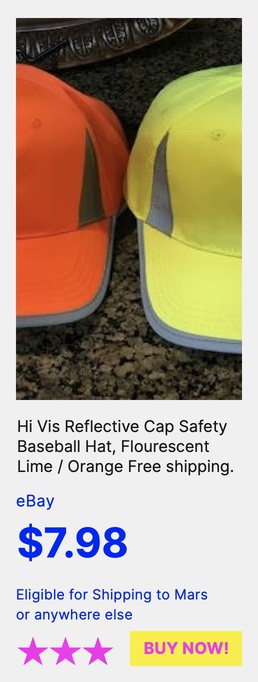 Hi Vis Reflective Cap Safety
Baseball Hat, Flourescent
Lime / Orange Free shipping.
eBay
$7.98
Eligible for Shipping to Mars
or anywhere else
BUY NOW!